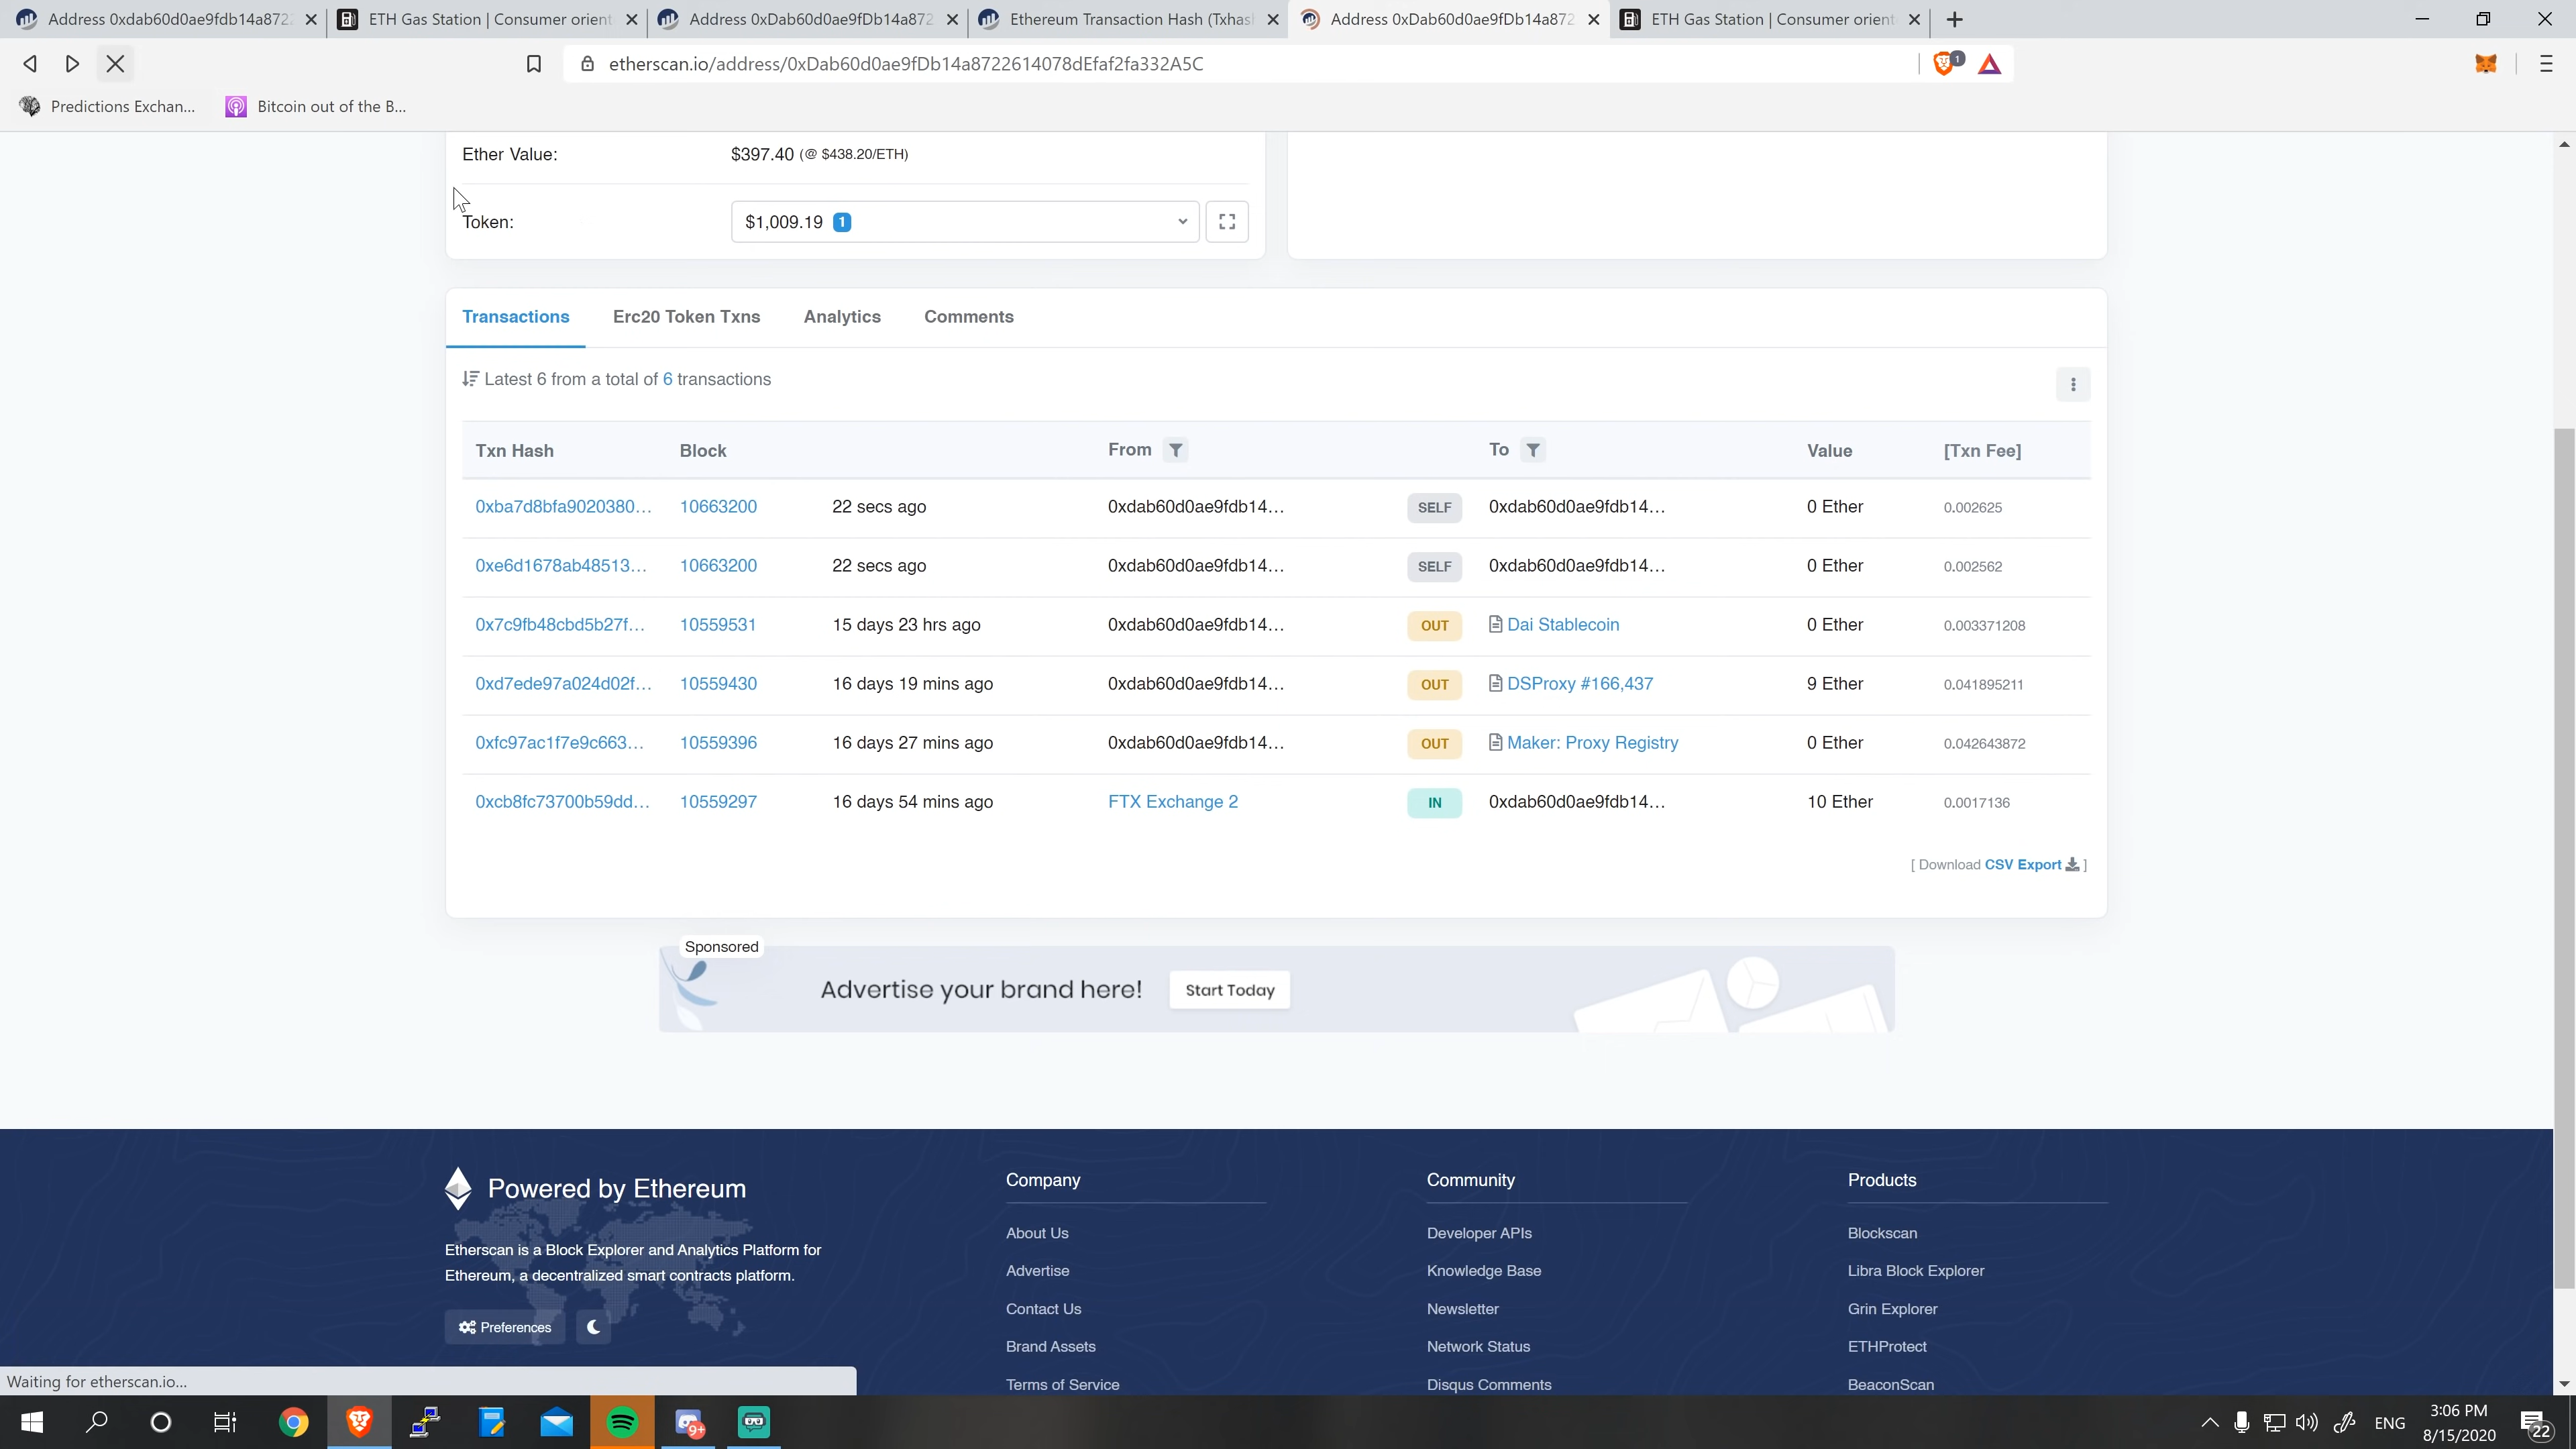 Address 0xdab60d0ae9fdb14a872
ETH Gas Station | Consumer orient
Address 0xDab60d0ae9fDb14a872
Ethereum Transaction Hash (Txhas
Address 0xDab60d0ae9fDb14a872
ETH Gas Station | Consumer orient
etherscan.io/address/0xDab60d0ae9fDb14a8722614078dEfaf2fa332A5C
1
Predictions Exchan...
Bitcoin out of the B...
Ether Value:
$397.40 (@ $438.20/ETH)
Token:
$1,009.19 1
Transactions Erc20 Token Txns Analytics Comments
Latest 6 from a total of 6 transactions
Txn Hash Block From To Value [Txn Fee]
0xba7d8bfa9020380... 10663200 22 secs ago 0xdab60d0ae9fdb14... SELF 0xdab60d0ae9fdb14... 0 Ether 0.002625
0xe6d1678ab48513... 10663200 22 secs ago 0xdab60d0ae9fdb14... SELF 0xdab60d0ae9fdb14... 0 Ether 0.002562
0x7c9fb48cbd5b27f... 10559531 15 days 23 hrs ago 0xdab60d0ae9fdb14... OUT Dai Stablecoin 0 Ether 0.003371208
0xd7ede97a024d02f... 10559430 16 days 19 mins ago 0xdab60d0ae9fdb14... OUT DSProxy #166,437 9 Ether 0.041895211
0xfc97ac1f7e9c663... 10559396 16 days 27 mins ago 0xdab60d0ae9fdb14... OUT Maker: Proxy Registry 0 Ether 0.042643872
0xcb8fc73700b59dd... 10559297 16 days 54 mins ago FTX Exchange 2 IN 0xdab60d0ae9fdb14... 10 Ether 0.0017136
[ Download CSV Export ]
Sponsored
Advertise your brand here! Start Today
Powered by Ethereum
Etherscan is a Block Explorer and Analytics Platform for
Ethereum, a decentralized smart contracts platform.
Preferences
Company
About Us
Advertise
Contact Us
Brand Assets
Terms of Service
Community
Developer APIs
Knowledge Base
Newsletter
Network Status
Disqus Comments
Products
Blockscan
Libra Block Explorer
Grin Explorer
ETHProtect
BeaconScan
Waiting for etherscan.io...
9+
ENG
3:06 PM
8/15/2020
22